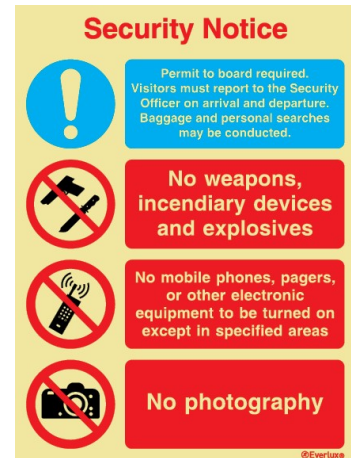 Security Notice
Permit to board required.
Visitors must report to the Security
Officer on arrival and departure.
Baggage and personal searches
may be conducted.
No weapons,
incendiary devices
and explosives
No mobile phones, pagers,
or other electronic
equipment to be turned on
except in specified areas
No photography
Everlux®